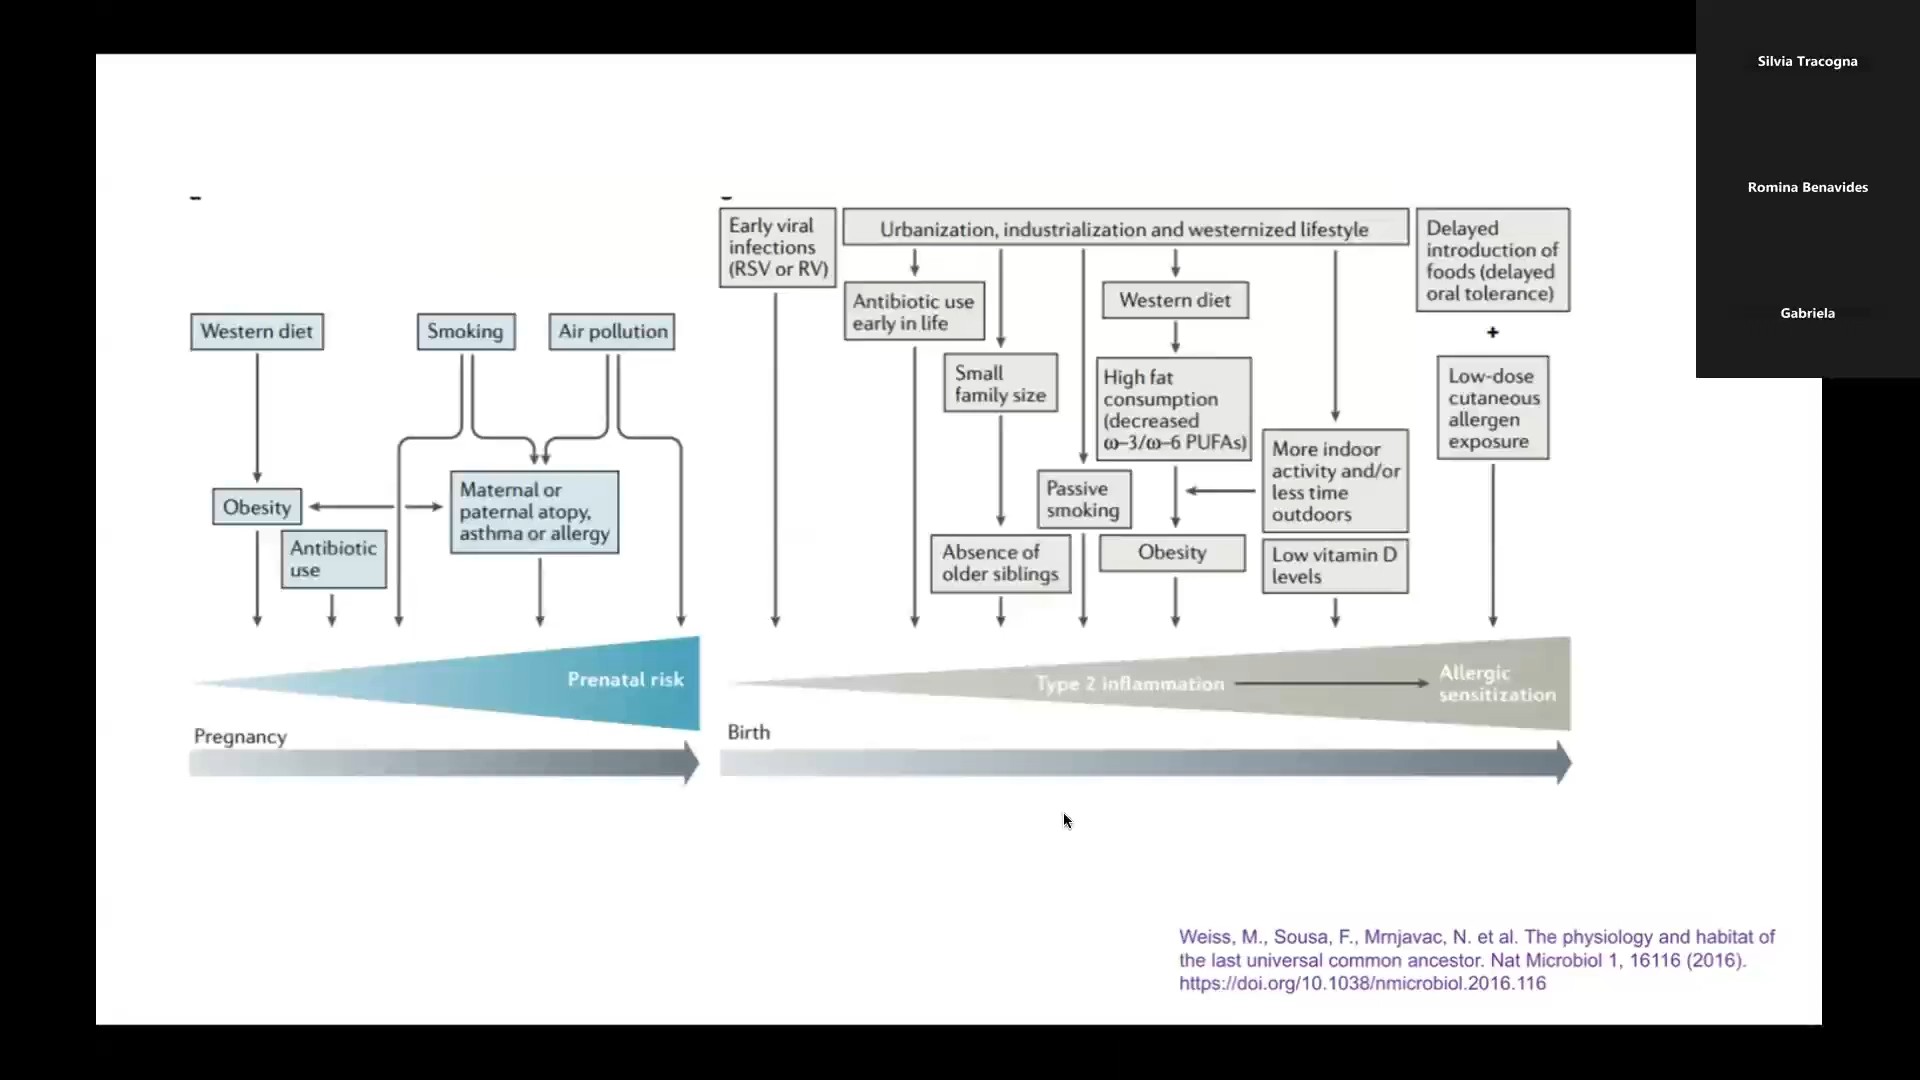 Silvia Tracogna
Romina Benavides
Gabriela
Western diet
Smoking
Air pollution
Obesity
Antibiotic
use
Maternal or
paternal atopy,
asthma or allergy
Prenatal risk
Pregnancy
Early viral
infections
(RSV or RV)
Urbanization, industrialization and westernized lifestyle
Antibiotic use
early in life
Small
family size
Absence of
older siblings
Passive
smoking
Western diet
High fat
consumption
(decreased
ω–3/ω–6 PUFAs)
Obesity
More indoor
activity and/or
less time
outdoors
Low vitamin D
levels
Delayed
introduction of
foods (delayed
oral tolerance)
+
Low-dose
cutaneous
allergen
exposure
Type 2 inflammation
Allergic
sensitization
Birth
Weiss, M., Sousa, F., Mrnjavac, N. et al. The physiology and habitat of
the last universal common ancestor. Nat Microbiol 1, 16116 (2016).
https://doi.org/10.1038/nmicrobiol.2016.116